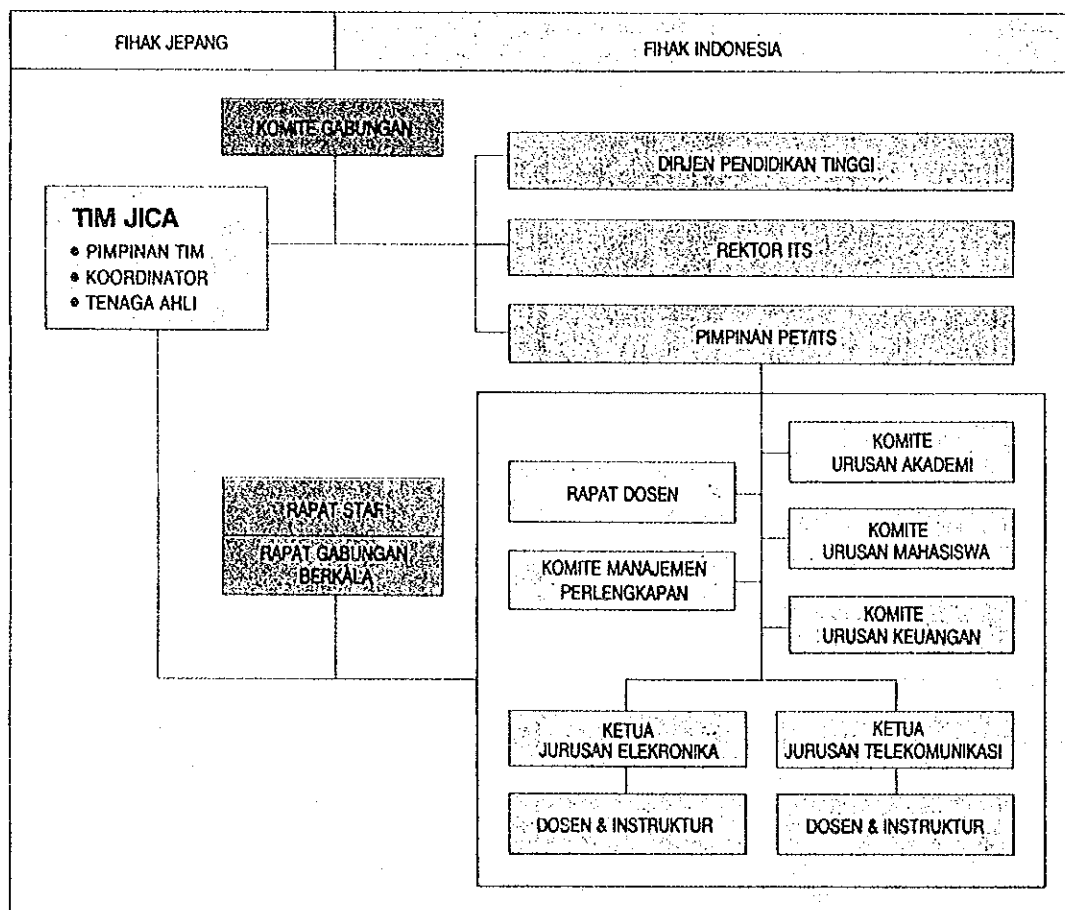 FIHAK JEPANG
FIHAK INDONESIA
KOMITE GABUNGAN
DIRJEN PENDIDIKAN TINGGI
TIM JICA
• PIMPINAN TIM
• KOORDINATOR
• TENAGA AHLI
REKTOR ITS
PIMPINAN PET/ITS
KOMITE
URUSAN AKADEMI
RAPAT DOSEN
RAPAT STAF
RAPAT GABUNGAN
BERKALA
KOMITE
URUSAN MAHASISWA
KOMITE MANAJEMEN
PERLENGKAPAN
KOMITE
URUSAN KEUANGAN
KETUA
JURUSAN ELEKRONIKA
KETUA
JURUSAN TELEKOMUNIKASI
DOSEN & INSTRUKTUR
DOSEN & INSTRUKTUR